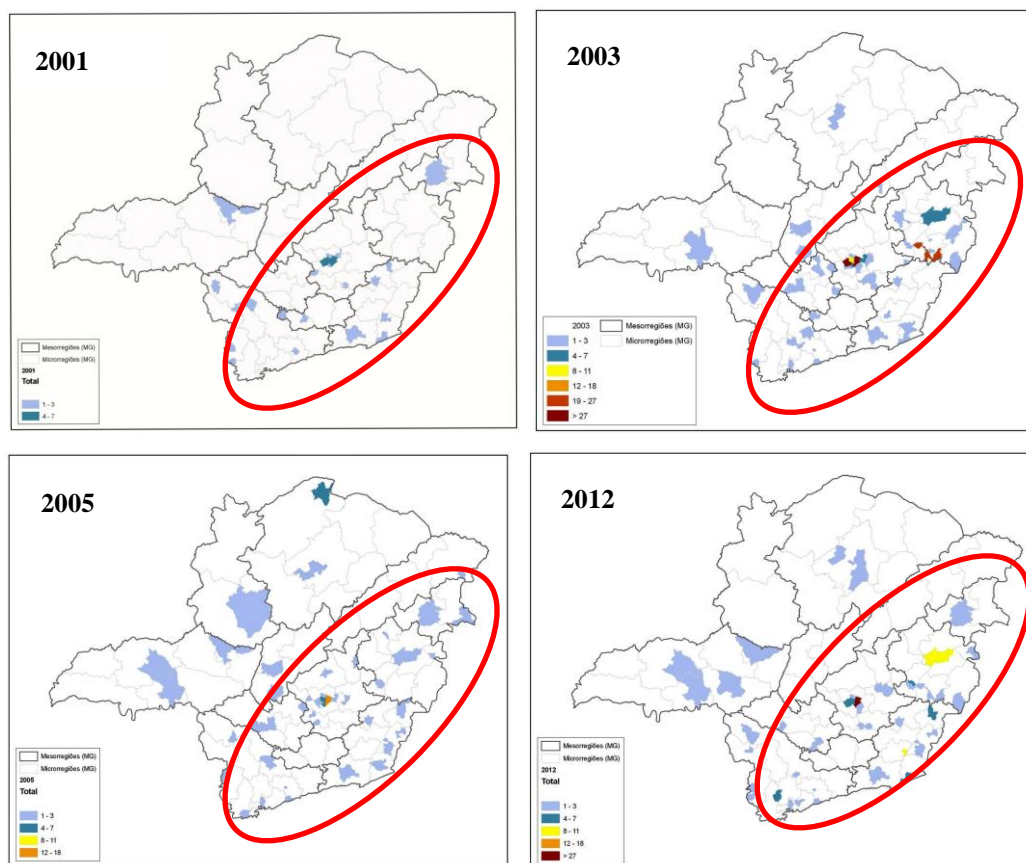 2001
Mesorregiões (MG)
Microrregiões (MG)
2001
Total
1 - 3
4 - 7
2003
2003
Mesorregiões (MG)
1 - 3
Microrregiões (MG)
4 - 7
8 - 11
12 - 18
19 - 27
> 27
2005
Mesorregiões (MG)
Microrregiões (MG)
2005
Total
1 - 3
4 - 7
8 - 11
12 - 18
2012
Mesorregiões (MG)
Microrregiões (MG)
2012
Total
1 - 3
4 - 7
8 - 11
12 - 18
> 27